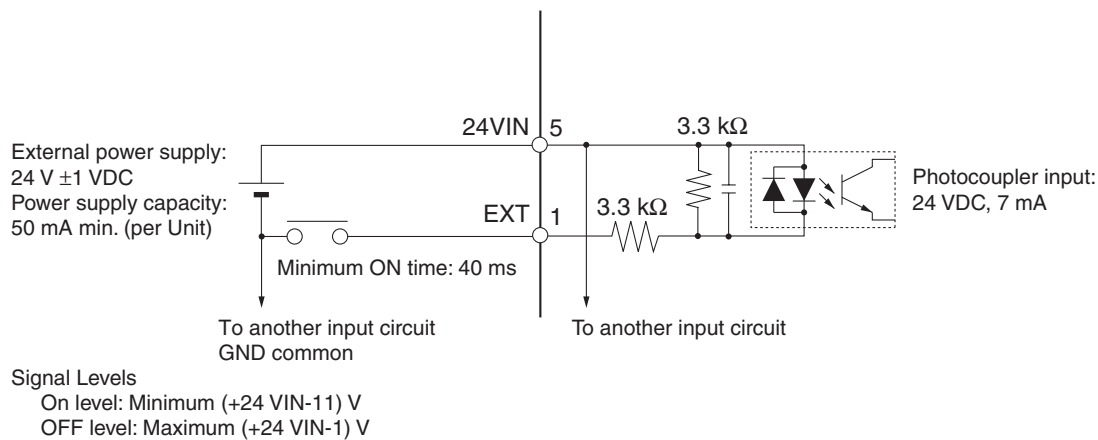 24VIN 5 3.3 kΩ
External power supply:
24 V ±1 VDC
Power supply capacity:
50 mA min. (per Unit)
Photocoupler input:
24 VDC, 7 mA
EXT 1 3.3 kΩ
Minimum ON time: 40 ms
To another input circuit
GND common
To another input circuit
Signal Levels
On level: Minimum (+24 VIN-11) V
OFF level: Maximum (+24 VIN-1) V